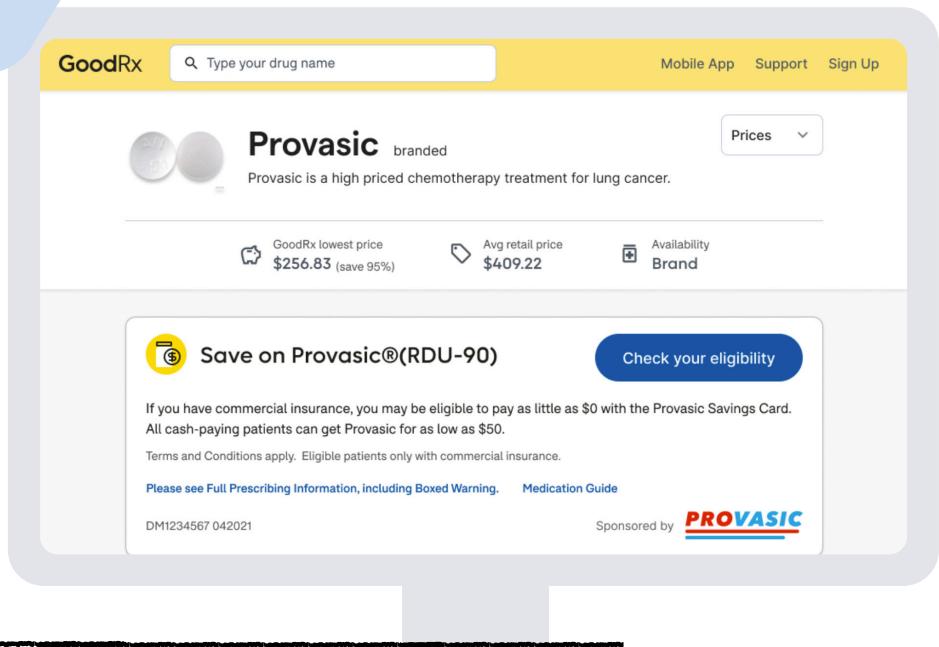 GoodRx
Type your drug name
Mobile App Support Sign Up
Provasic branded
Prices
Provasic is a high priced chemotherapy treatment for lung cancer.
GoodRx lowest price
$256.83 (save 95%)
Avg retail price
$409.22
Availability
Brand
Save on Provasic®(RDU-90)
Check your eligibility
If you have commercial insurance, you may be eligible to pay as little as $0 with the Provasic Savings Card.
All cash-paying patients can get Provasic for as low as $50.
Terms and Conditions apply. Eligible patients only with commercial insurance.
Please see Full Prescribing Information, including Boxed Warning. Medication Guide
DM1234567 042021
Sponsored by PROVASIC